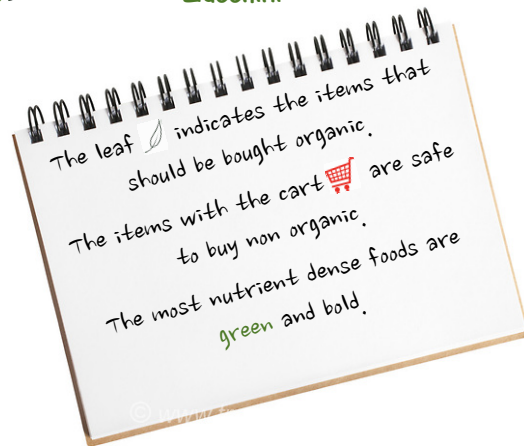 The leaf indicates the items that
should be bought organic.
The items with the cart are safe
to buy non organic.
The most nutrient dense foods are
green and bold.